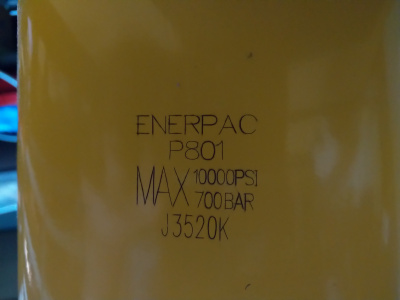 ENERPAC
P801
MAX 10000PSI
700BAR
J3520K